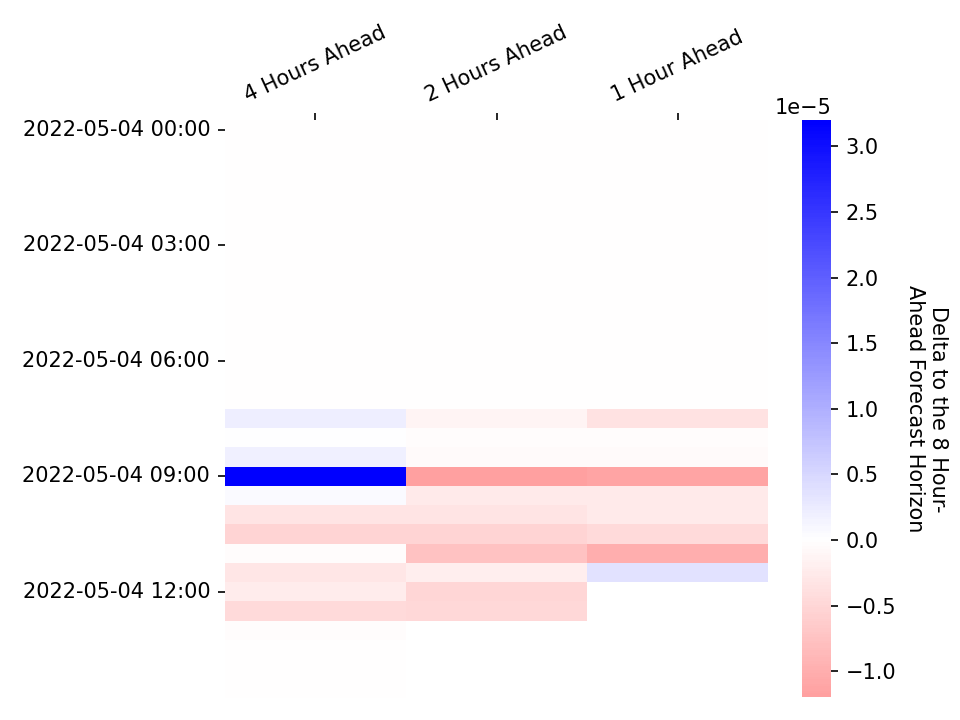 4 Hours Ahead
2 Hours Ahead
1 Hour Ahead
1e−5
2022-05-04 00:00
2022-05-04 03:00
2022-05-04 06:00
2022-05-04 09:00
2022-05-04 12:00
3.0
2.5
2.0
1.5
1.0
0.5
0.0
−0.5
−1.0
Delta to the 8 Hour-
Ahead Forecast Horizon